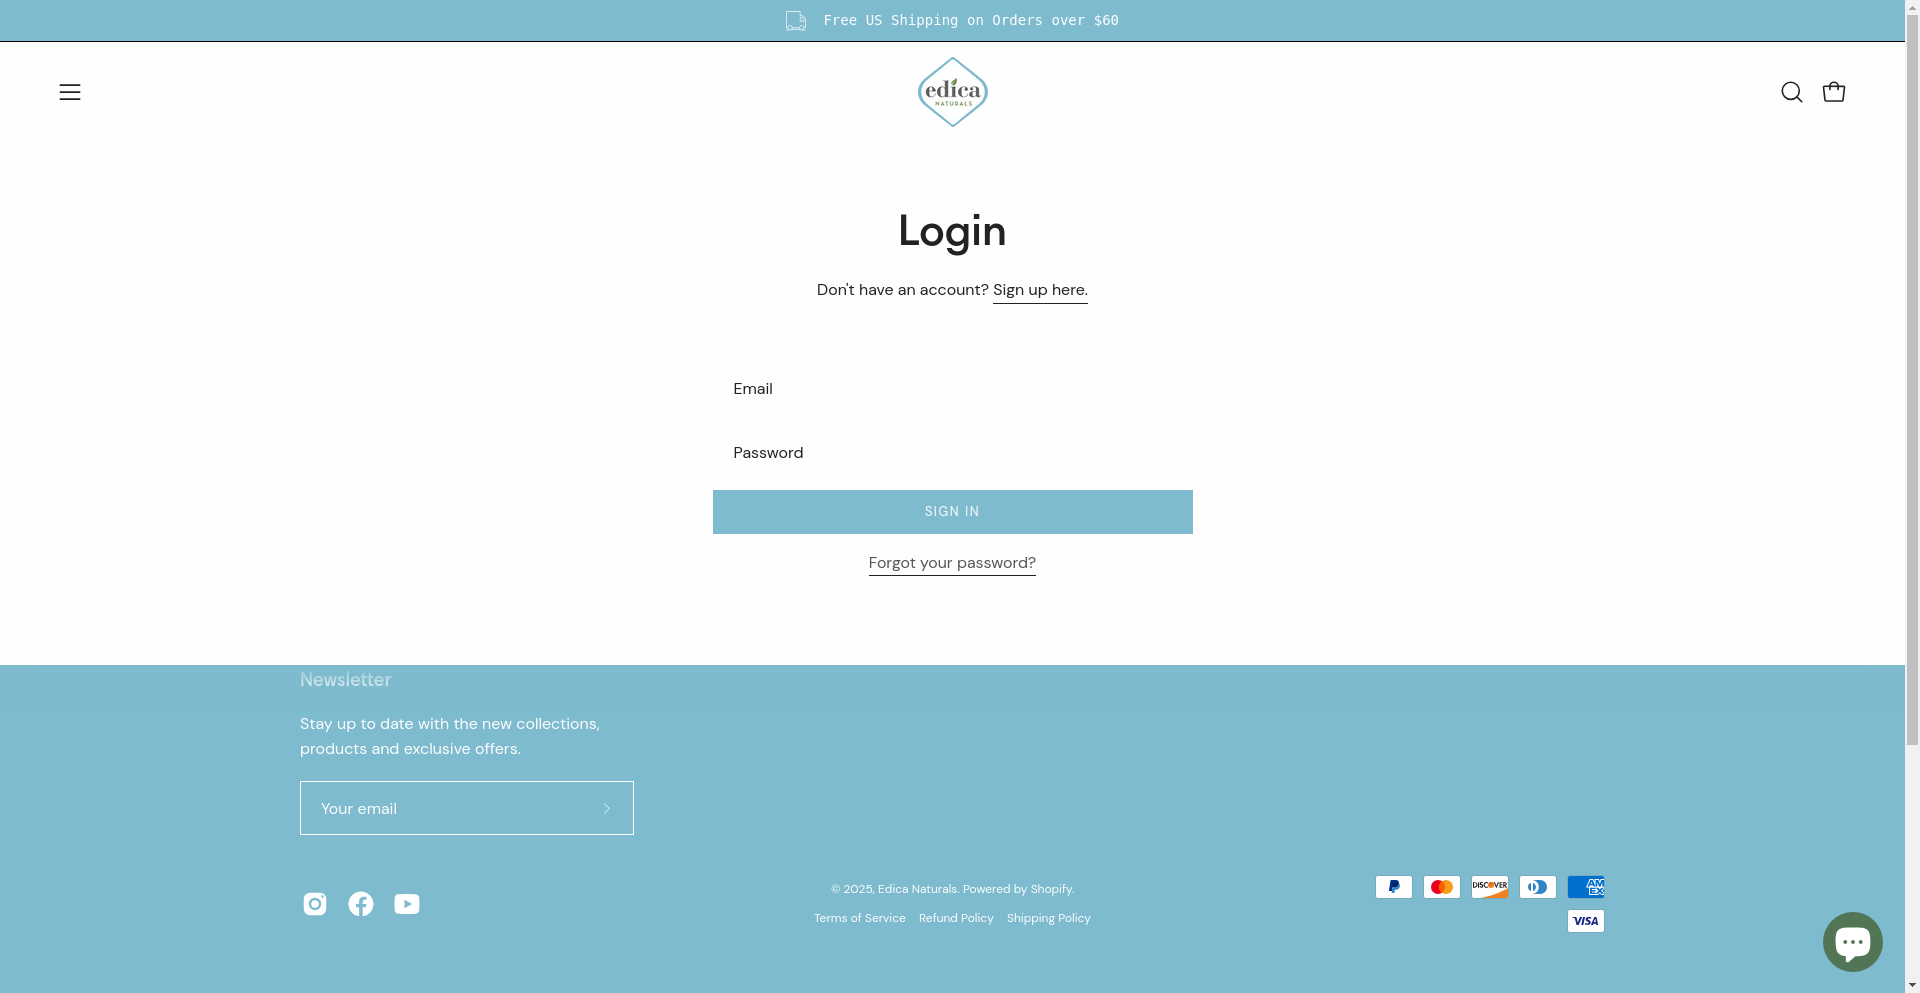 Free US Shipping on Orders over $60
edica
NATURALS
Login
Don't have an account? Sign up here.
Email
Password
SIGN IN
Forgot your password?
Newsletter
Stay up to date with the new collections,
products and exclusive offers.
Your email
© 2025, Edica Naturals. Powered by Shopify.
Terms of Service Refund Policy Shipping Policy
DISCOVER
AM
EX
VISA